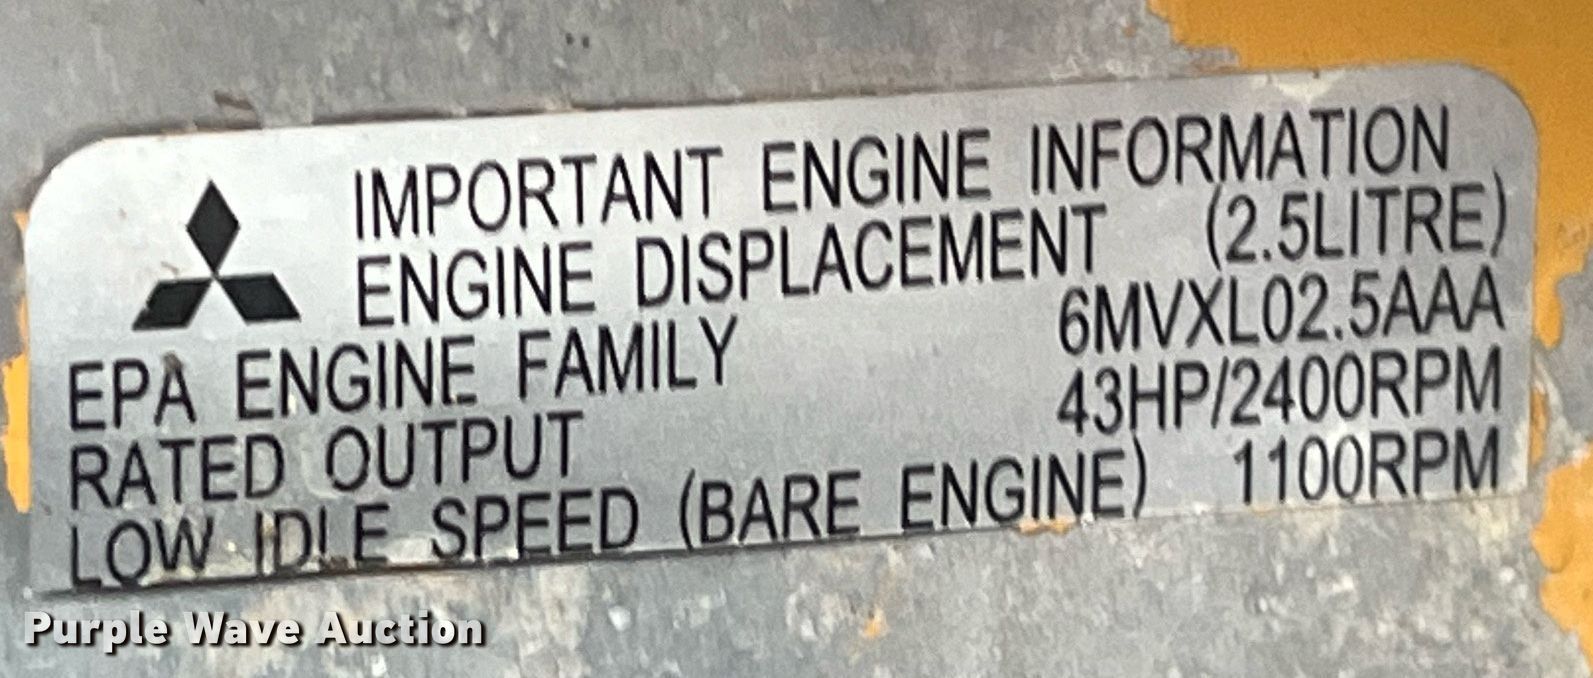 IMPORTANT ENGINE INFORMATION
ENGINE DISPLACEMENT (2.5LITRE)
EPA ENGINE FAMILY 6MVXL02.5AAA
RATED OUTPUT 43HP/2400RPM
LOW IDLE SPEED (BARE ENGINE) 1100RPM
Purple Wave Auction